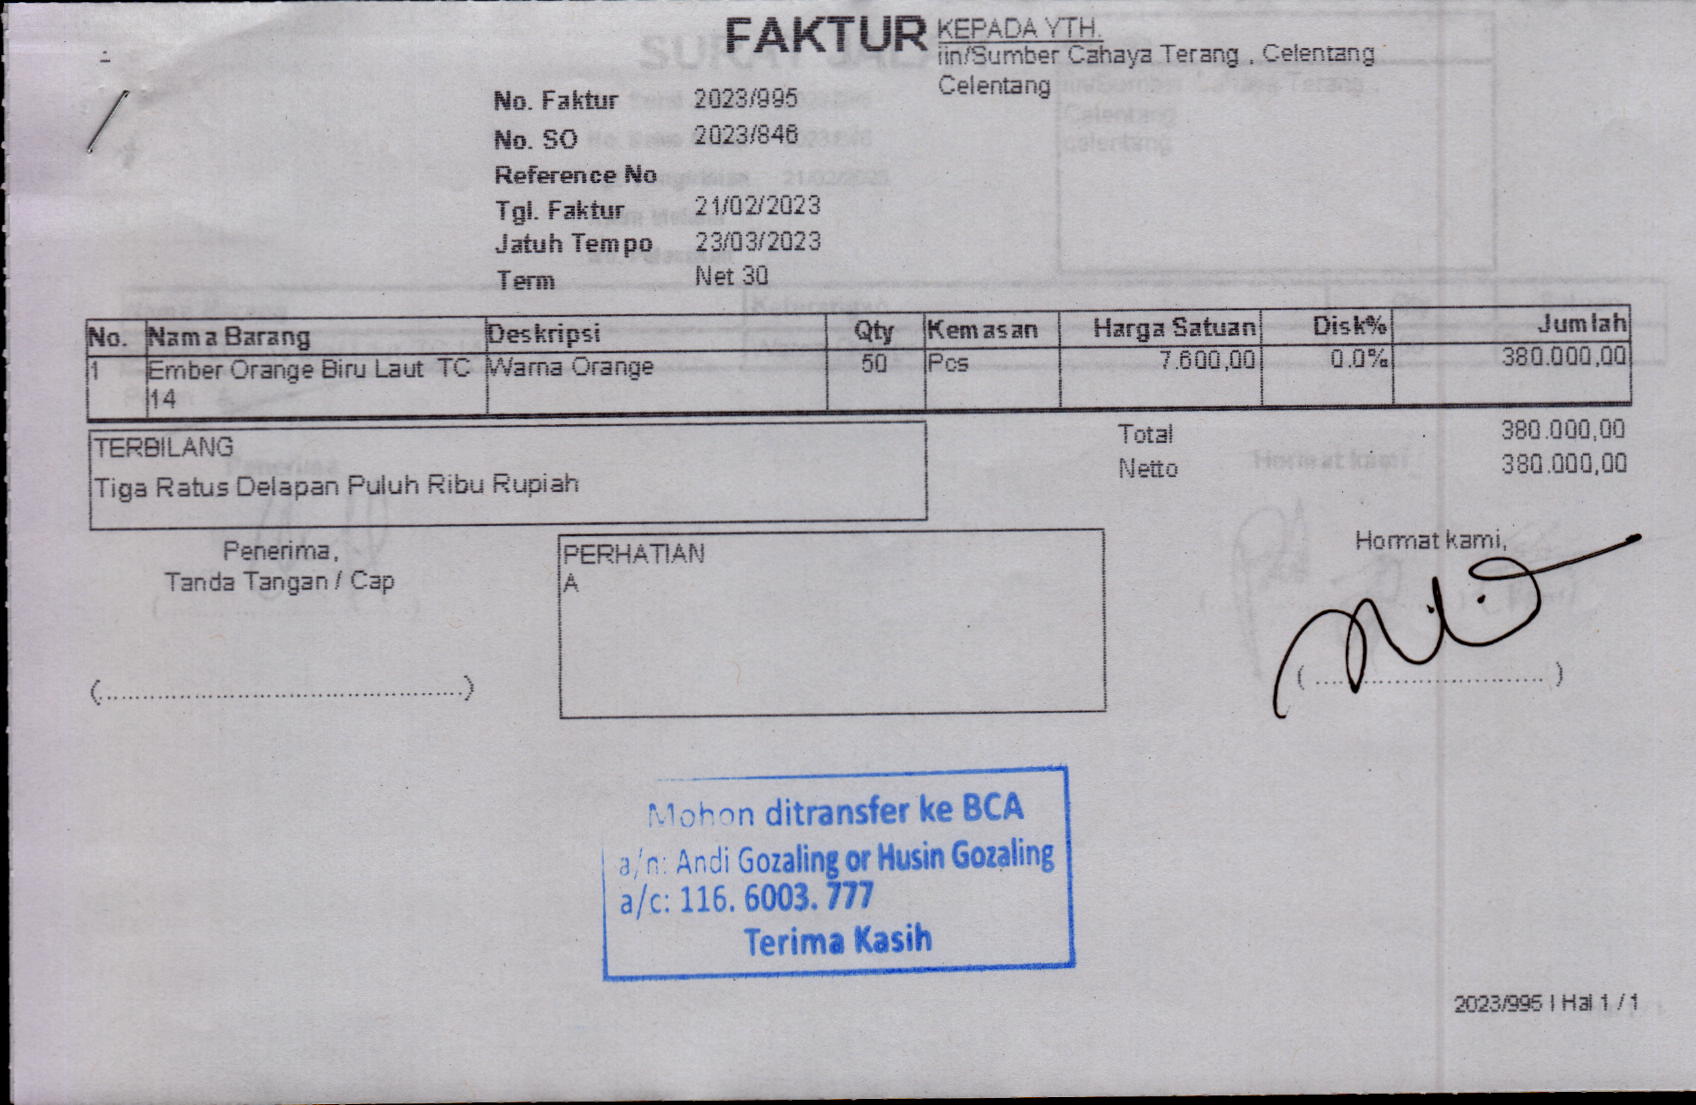 FAKTUR
KEPADA YTH.
iin/Sumber Cahaya Terang , Celentang
Celentang
No. Faktur 2023/995
No. SO 2023/846
Reference No
Tgl. Faktur 21/02/2023
Jatuh Tempo 23/03/2023
Term Net 30
No. Nama Barang Deskripsi Qty Kemasan Harga Satuan Disk% Jumlah
1 Ember Orange Biru Laut TC Warna Orange 50 Pcs 7.600,00 0.0% 380.000,00
14
TERBILANG
Tiga Ratus Delapan Puluh Ribu Rupiah
Total 380.000,00
Netto 380.000,00
Penerima,
Tanda Tangan / Cap
(................................................)
PERHATIAN
A
Hormat kami,
( ............................... )
Mohon ditransfer ke BCA
a/n: Andi Gozaling or Husin Gozaling
a/c: 116. 6003. 777
Terima Kasih
2023/995 | Hal 1 / 1